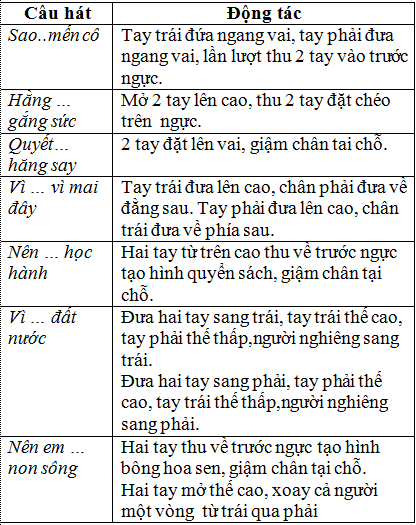 Câu hát Động tác
Sao..mến cô Tay trái đứa ngang vai, tay phải đưa
ngang vai, lần lượt thu 2 tay vào trước
ngực.
Hằng ... Mở 2 tay lên cao, thu 2 tay đặt chéo
gắng sức trên ngực.
Quyết... 2 tay đặt lên vai, giậm chân tai chỗ.
hăng say
Vì ... vì mai Tay trái đưa lên cao, chân phải đưa về
đây đằng sau. Tay phải đưa lên cao, chân
trái đưa về phía sau.
Nên ... học Hai tay từ trên cao thu về trước ngực
hành tạo hình quyển sách, giậm chân tại
chỗ.
Vì ... đất Đưa hai tay sang trái, tay trái thế cao,
nước tay phải thế thấp,người nghiêng sang
trái.
Đưa hai tay sang phải, tay phải thế
cao, tay trái thế thấp,người nghiêng
sang phải.
Nên em ... Hai tay thu về trước ngực tạo hình
non sông bông hoa sen, giậm chân tại chỗ.
Hai tay mở thế cao, xoay cả người
một vòng từ trái qua phải